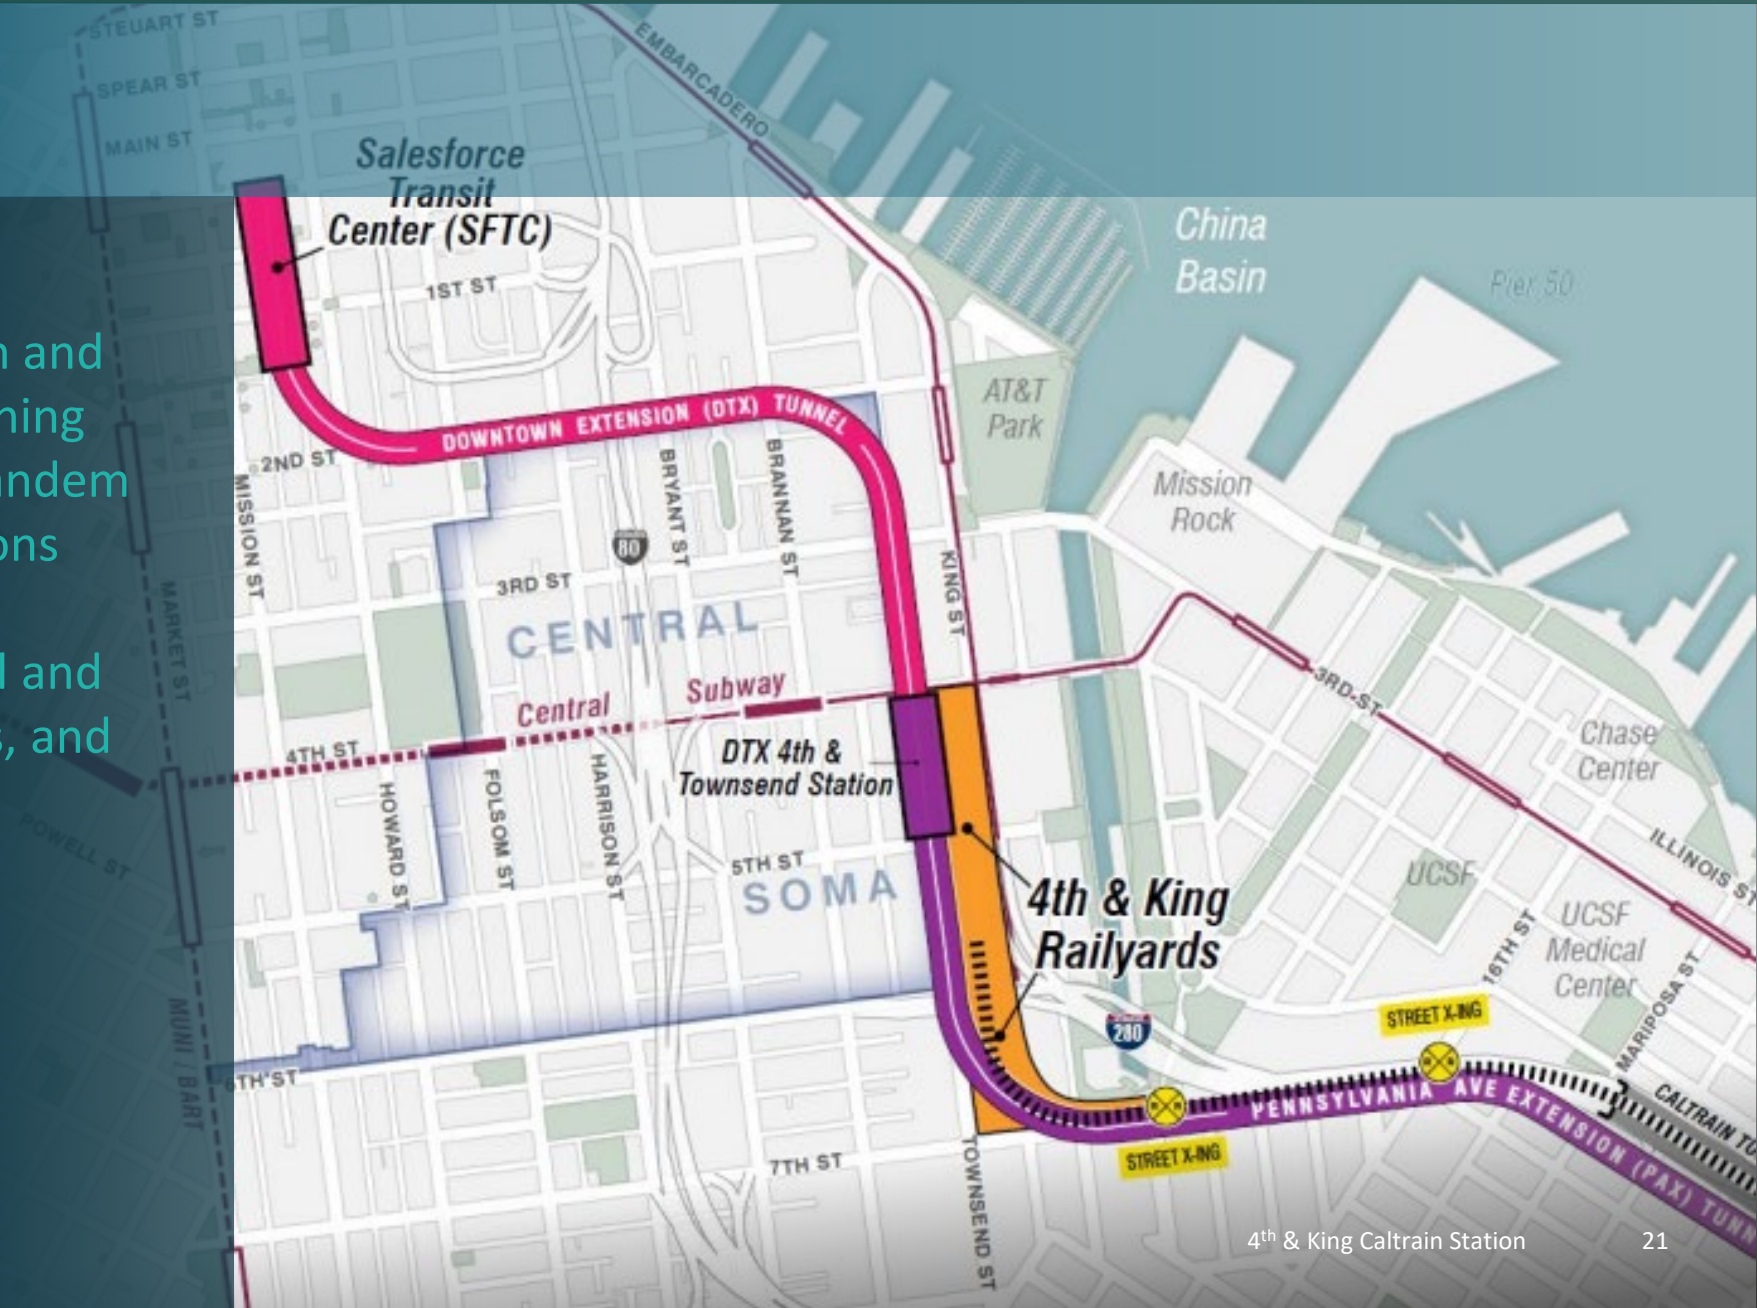 STEUART ST
SPEAR ST
MAIN ST
EMBARCADERO
Salesforce
Transit
Center (SFTC)
China
Basin
Pier 50
1ST ST
and
AT&T
Park
DOWNTOWN EXTENSION (DTX) TUNNEL
2ND ST
MISSION ST
BRYANT ST
BRANNAN ST
Mission
Rock
80
KING ST
3RD ST
CENTRAL
MARKET ST
and
Central Subway
3RD ST
, and
4TH ST
DTX 4th &
Townsend Station
Chase
Center
HOWARD ST
FOLSOM ST
HARRISON ST
POWELL ST
5TH ST
SOMA
ILLINOIS ST
UCSF
4th & King
Railyards
UCSF
Medical
Center
16TH ST
MARIPOSA ST
280
STREET X-ING
MUNI / BART
6TH ST
PENNSYLVANIA AVE EXTENSION (PAX)
CALTRAIN
STREET X-ING
7TH ST
TOWNSEND ST
4th & King Caltrain Station
21